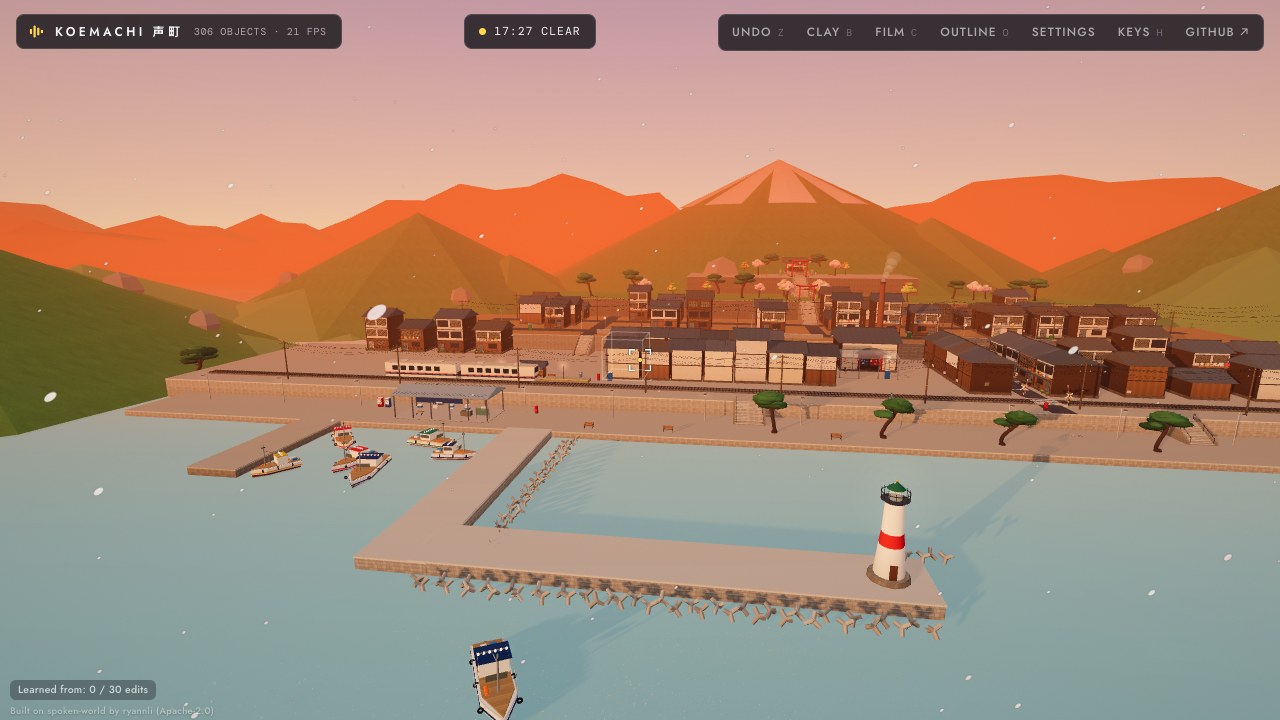 KOEMACHI 声町 306 OBJECTS · 21 FPS
17:27 CLEAR
UNDO Z CLAY B FILM C OUTLINE O SETTINGS KEYS H GITHUB ↗
Learned from: 0 / 30 edits
Built on spoken-world by ryannli (Apache-2.0)